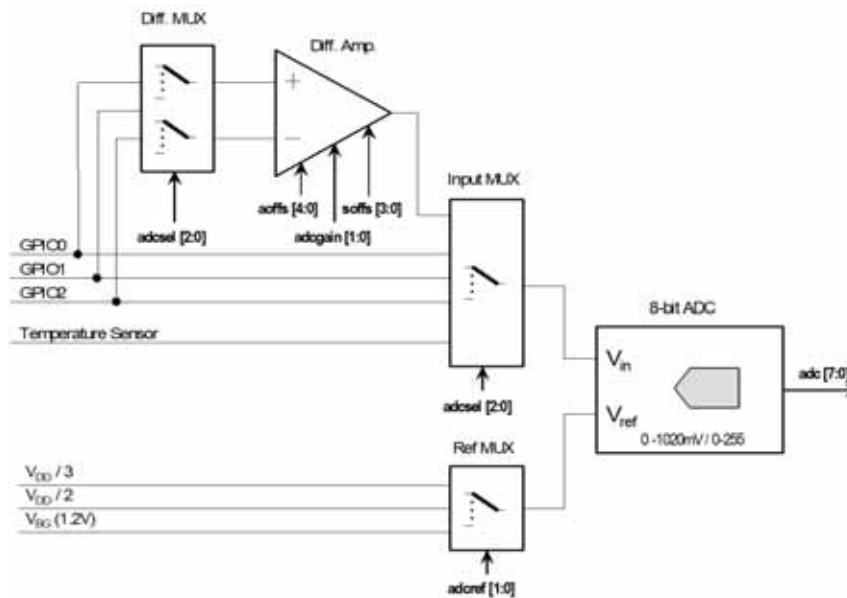 Diff. MUX
Diff. Amp.
+
−
adcsel [2:0]
aoffs [4:0]
adcgain [1:0]
soffs [3:0]
Input MUX
GPIO0
GPIO1
GPIO2
Temperature Sensor
adcsel [2:0]
8-bit ADC
Vin
Vref
0 -1020mV / 0-255
adc [7:0]
Ref MUX
VDD / 3
VDD / 2
VBG (1.2V)
adcref [1:0]